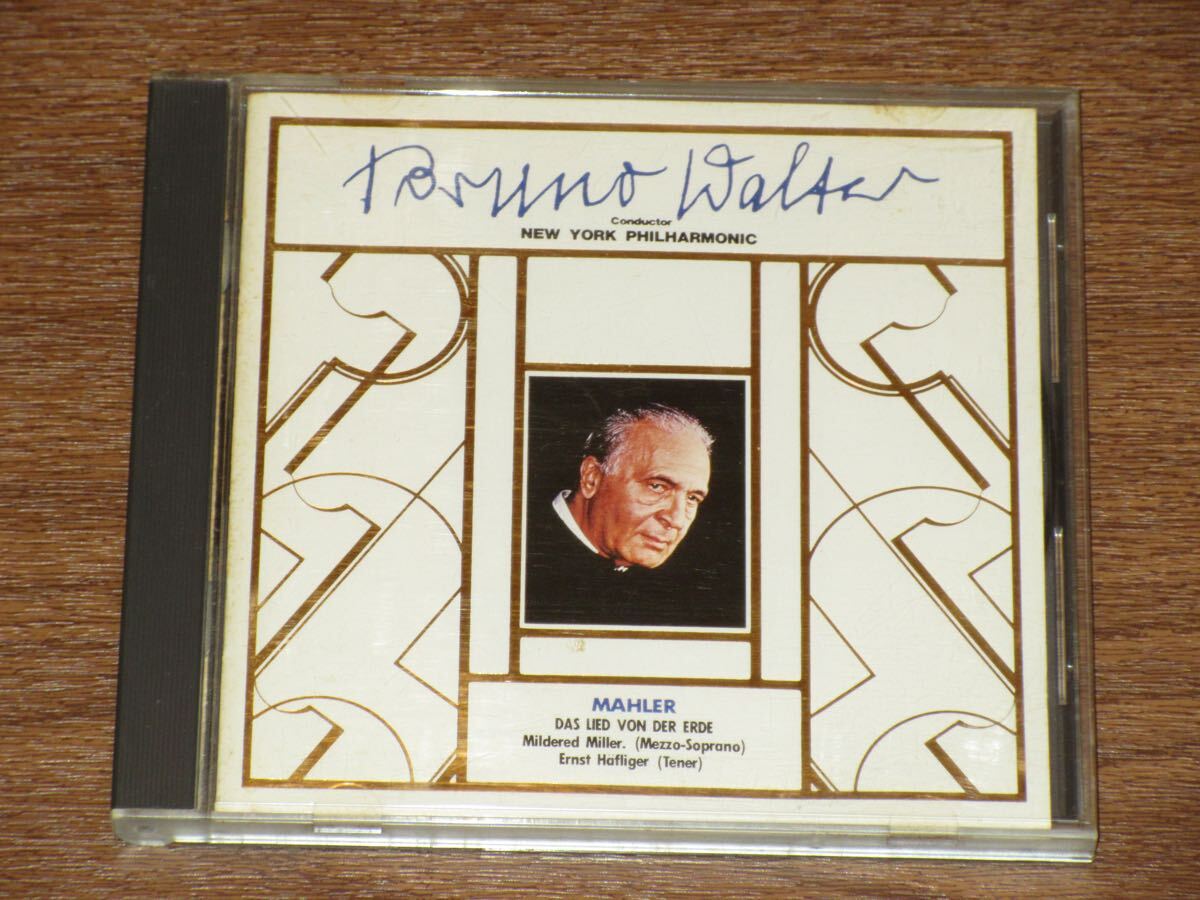 Bruno Walter
Conductor
NEW YORK PHILHARMONIC
MAHLER
DAS LIED VON DER ERDE
Mildered Miller. (Mezzo-Soprano)
Ernst Häfliger (Tener)